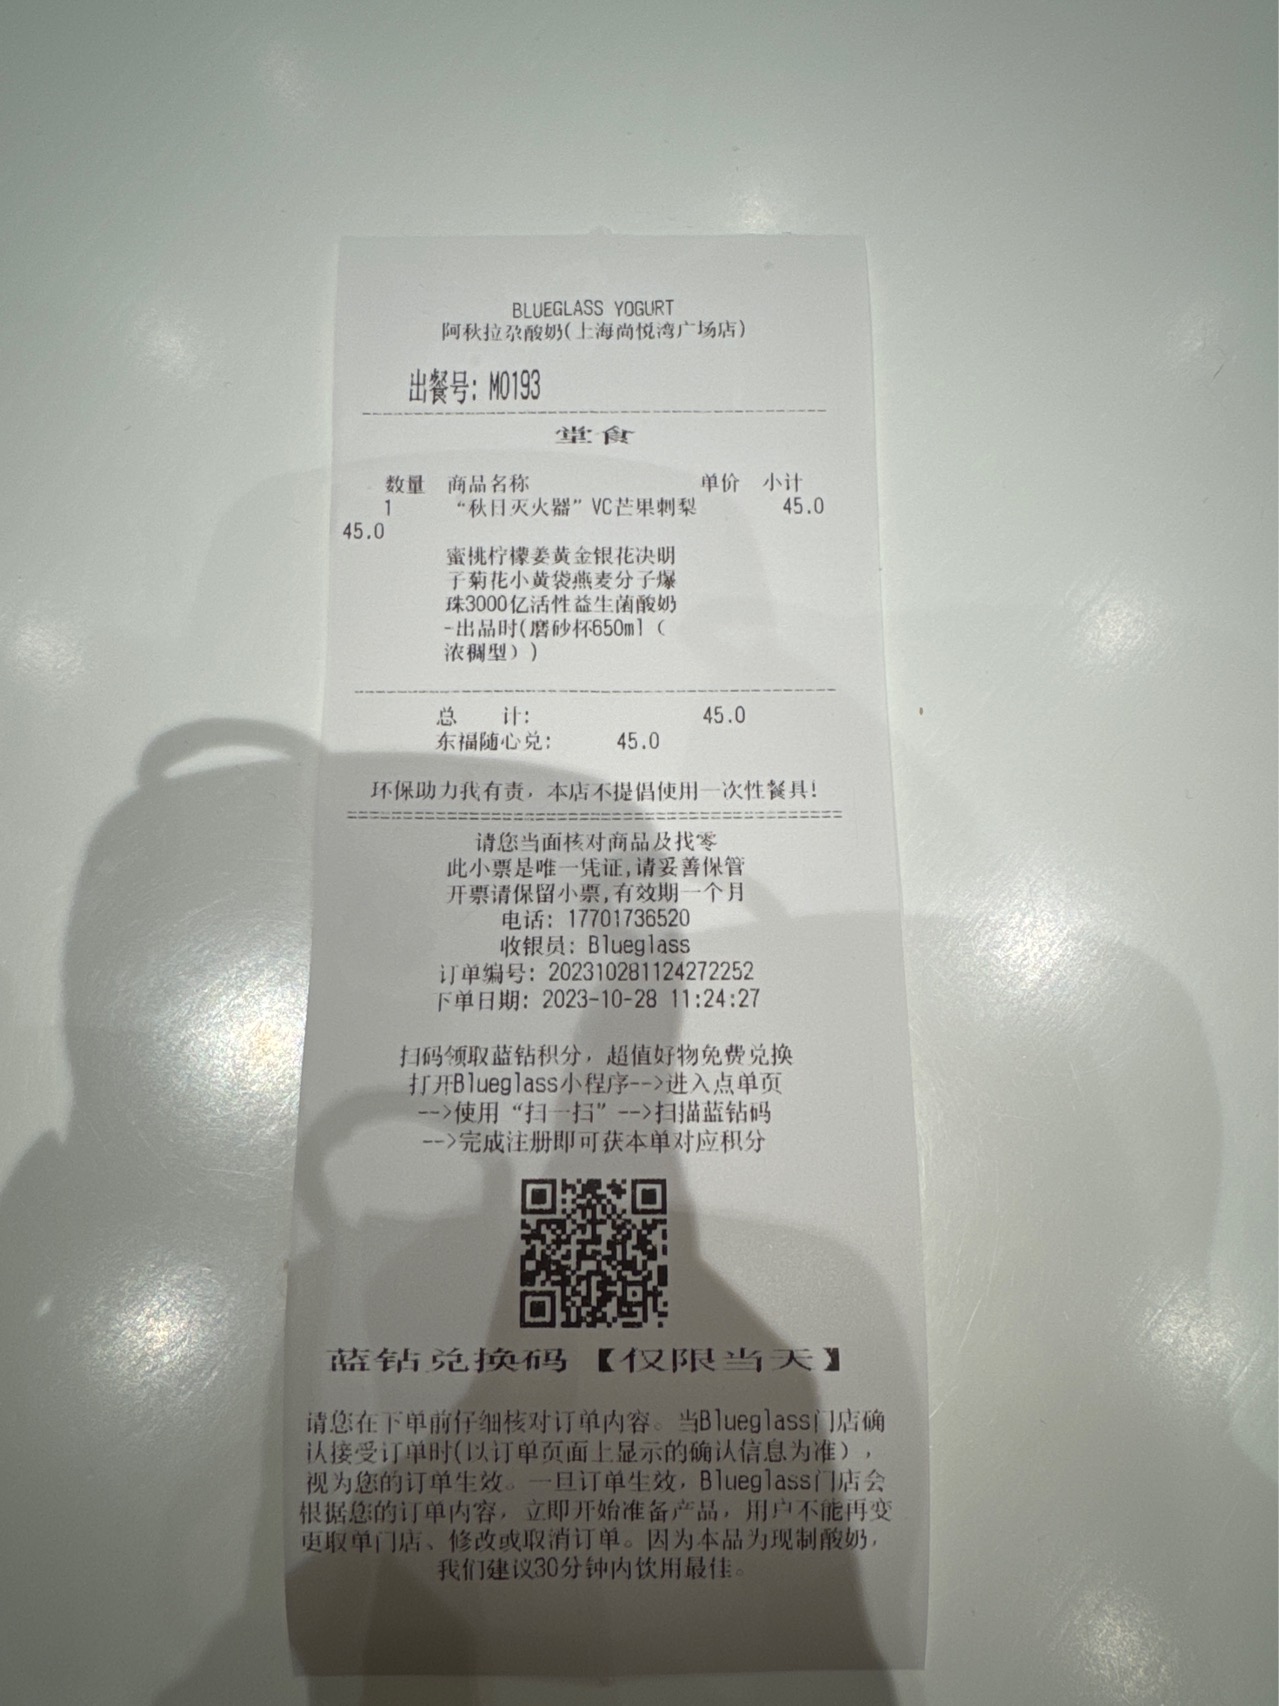 BLUEGLASS YOGURT
阿秋拉尕酸奶(上海尚悦湾广场店)
出餐号: M0193
堂食
数量 商品名称 单价 小计
1 “秋日灭火器”VC芒果刺梨 45.0
45.0
蜜桃柠檬姜黄金银花决明
子菊花小黄袋燕麦分子爆
珠3000亿活性益生菌酸奶
-出品时(磨砂杯650ml（
浓稠型）)
总 计: 45.0
东福随心兑: 45.0
环保助力我有责，本店不提倡使用一次性餐具!
请您当面核对商品及找零
此小票是唯一凭证,请妥善保管
开票请保留小票,有效期一个月
电话: 17701736520
收银员: Blueglass
订单编号: 202310281124272252
下单日期: 2023-10-28 11:24:27
扫码领取蓝钻积分，超值好物免费兑换
打开Blueglass小程序-->进入点单页
-->使用“扫一扫”-->扫描蓝钻码
-->完成注册即可获本单对应积分
蓝钻兑换码【仅限当天】
请您在下单前仔细核对订单内容。当Blueglass门店确
认接受订单时(以订单页面上显示的确认信息为准），
视为您的订单生效。一旦订单生效，Blueglass门店会
根据您的订单内容，立即开始准备产品，用户不能再变
更取单门店、修改或取消订单。因为本品为现制酸奶，
我们建议30分钟内饮用最佳。